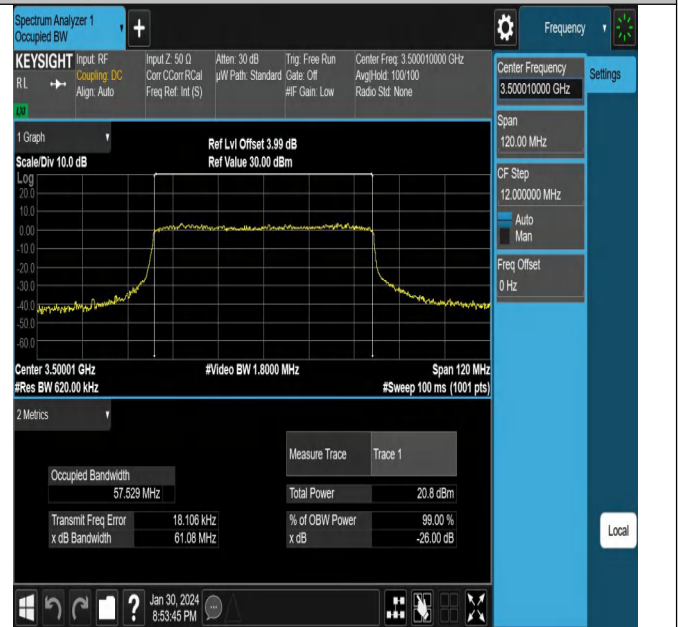 Spectrum Analyzer 1
Occupied BW
+
Frequency
KEYSIGHT
RL
LXI
Input: RF
Coupling: DC
Align: Auto
Input Z: 50 Ω
Corr CCorr RCal
Freq Ref: Int (S)
Atten: 30 dB
µW Path: Standard
Trig: Free Run
Gate: Off
#IF Gain: Low
Center Freq: 3.500010000 GHz
Avg|Hold: 100/100
Radio Std: None
Center Frequency
3.500010000 GHz
Settings
Span
120.00 MHz
CF Step
12.000000 MHz
Auto
Man
Freq Offset
0 Hz
Local
1 Graph
Scale/Div 10.0 dB
Ref Lvl Offset 3.99 dB
Ref Value 30.00 dBm
Log
20.0
10.0
0.00
-10.0
-20.0
-30.0
-40.0
-50.0
-60.0
Center 3.50001 GHz
#Video BW 1.8000 MHz
Span 120 MHz
#Res BW 620.00 kHz
#Sweep 100 ms (1001 pts)
2 Metrics
Measure Trace Trace 1
Occupied Bandwidth
57.529 MHz
Total Power 20.8 dBm
Transmit Freq Error 18.106 kHz
% of OBW Power 99.00 %
x dB Bandwidth 61.08 MHz
x dB -26.00 dB
?
Jan 30, 2024
8:53:45 PM